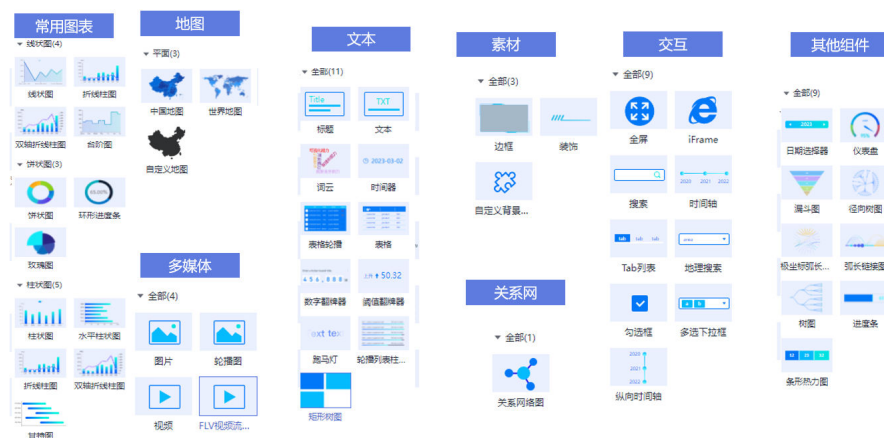 常用图表
线状图(4)
线状图
折线柱图
双轴折线柱图
台阶图
饼状图(3)
饼状图
环形进度条
玫瑰图
柱状图(5)
柱状图
水平柱状图
折线柱图
双轴折线柱图
甘特图
地图
平面(3)
中国地图
世界地图
自定义地图
多媒体
全部(4)
图片
轮播图
视频
FLV视频流...
文本
全部(11)
Title
标题
TXT
文本
词云
2023-03-02
时间器
表格轮播
表格
数字翻牌器
50.32
阈值翻牌器
ext tex
跑马灯
轮播列表柱...
矩形树图
素材
全部(3)
边框
装饰
自定义背景...
关系网
全部(1)
关系网络图
交互
全部(9)
全屏
iFrame
搜索
2020 2021 2022
时间轴
tab tab tab
Tab列表
地理搜索
勾选框
多选下拉框
2020
2021
2022
纵向时间轴
其他组件
全部(9)
2023
日期选择器
仪表盘
漏斗图
径向树图
极坐标弧长...
弧长链接图
树图
进度条
条形热力图